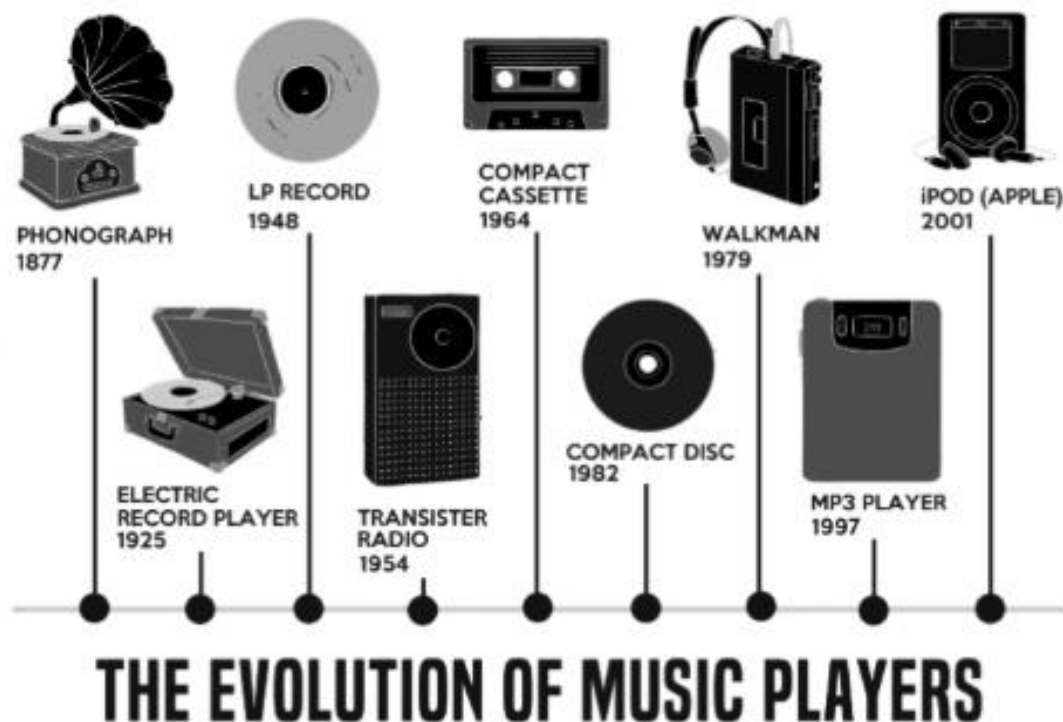 PHONOGRAPH
1877
ELECTRIC
RECORD PLAYER
1925
LP RECORD
1948
TRANSISTER
RADIO
1954
COMPACT
CASSETTE
1964
COMPACT DISC
1982
WALKMAN
1979
MP3 PLAYER
1997
iPOD (APPLE)
2001
THE EVOLUTION OF MUSIC PLAYERS